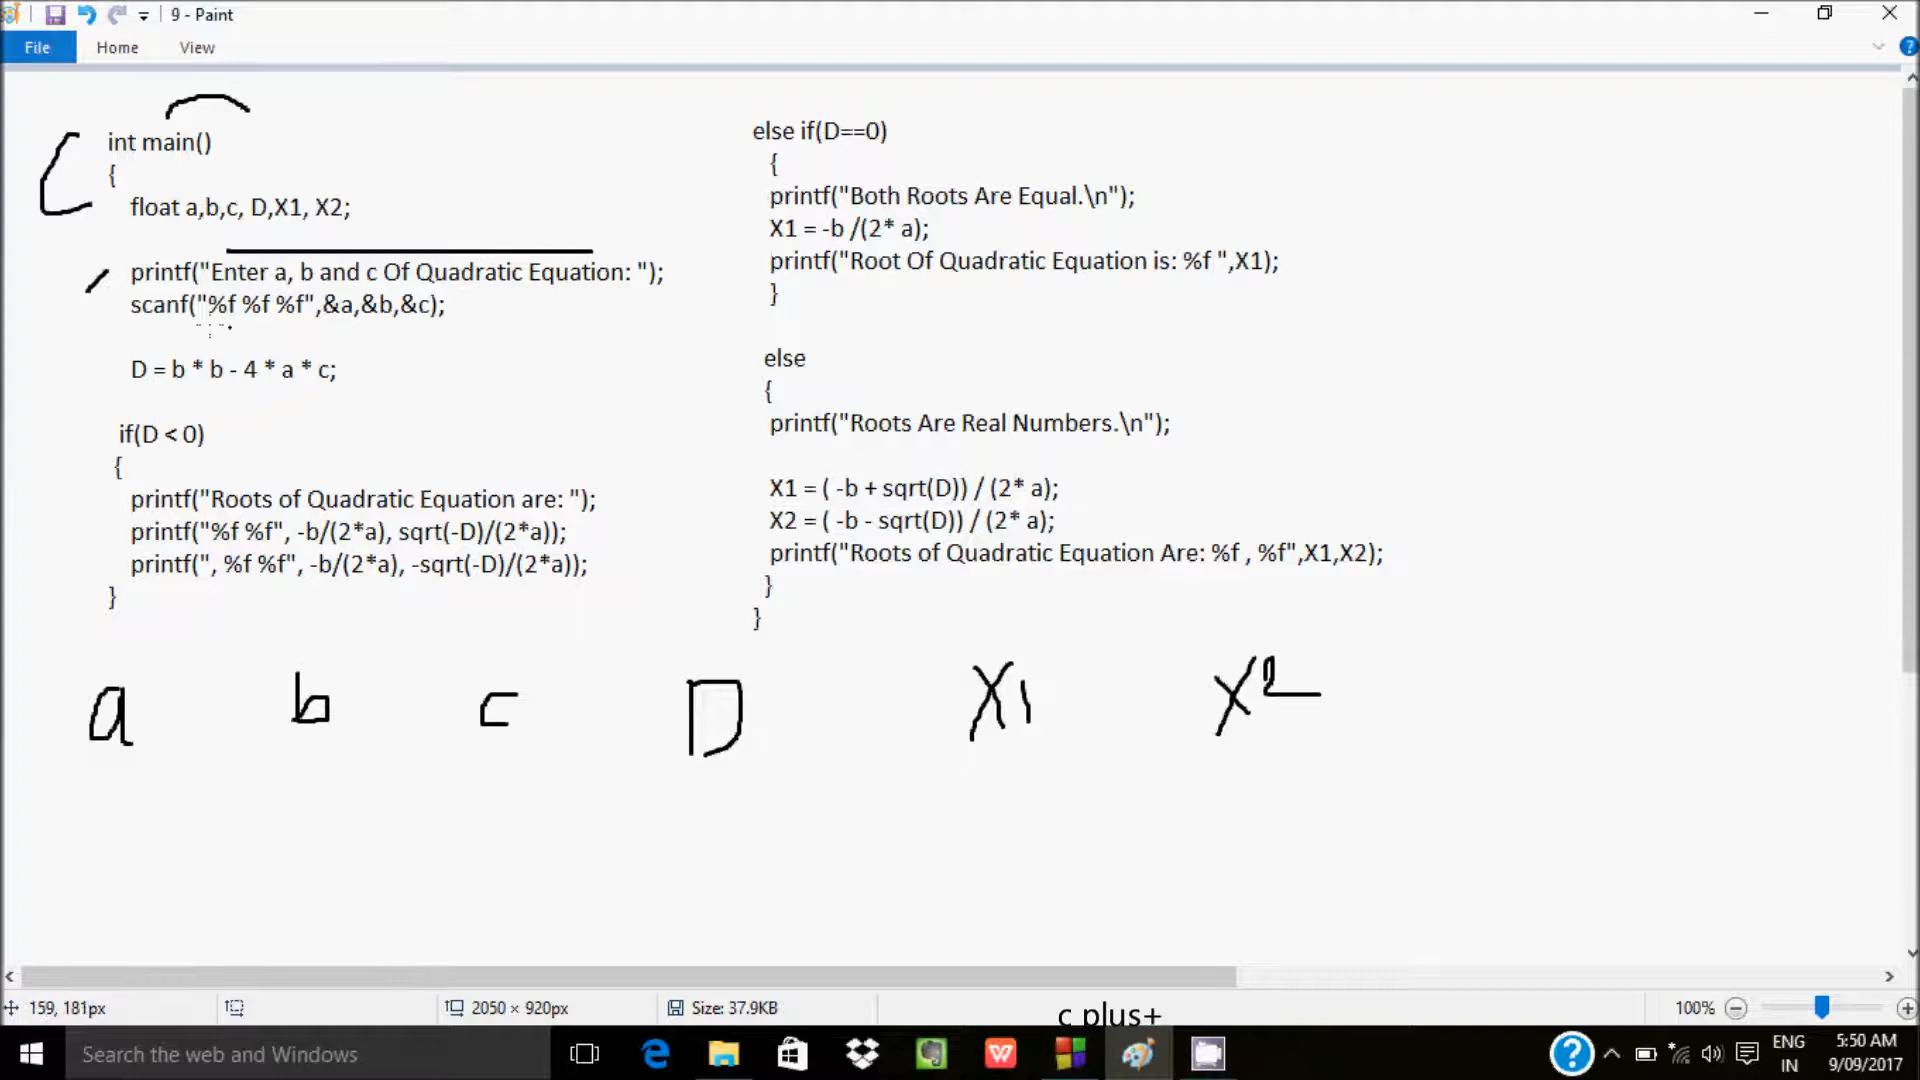 9 - Paint
File Home View
int main()
{
float a,b,c, D,X1, X2;
printf("Enter a, b and c Of Quadratic Equation: ");
scanf("%f %f %f",&a,&b,&c);
D = b * b - 4 * a * c;
if(D < 0)
{
printf("Roots of Quadratic Equation are: ");
printf("%f %f", -b/(2*a), sqrt(-D)/(2*a));
printf(", %f %f", -b/(2*a), -sqrt(-D)/(2*a));
}
else if(D==0)
{
printf("Both Roots Are Equal.\n");
X1 = -b /(2* a);
printf("Root Of Quadratic Equation is: %f ",X1);
}
else
{
printf("Roots Are Real Numbers.\n");
X1 = ( -b + sqrt(D)) / (2* a);
X2 = ( -b - sqrt(D)) / (2* a);
printf("Roots of Quadratic Equation Are: %f , %f",X1,X2);
}
}
a b c D X1 X2
159, 181px 2050 × 920px Size: 37.9KB 100%
c plus+
Search the web and Windows
ENG 5:50 AM
IN 9/09/2017